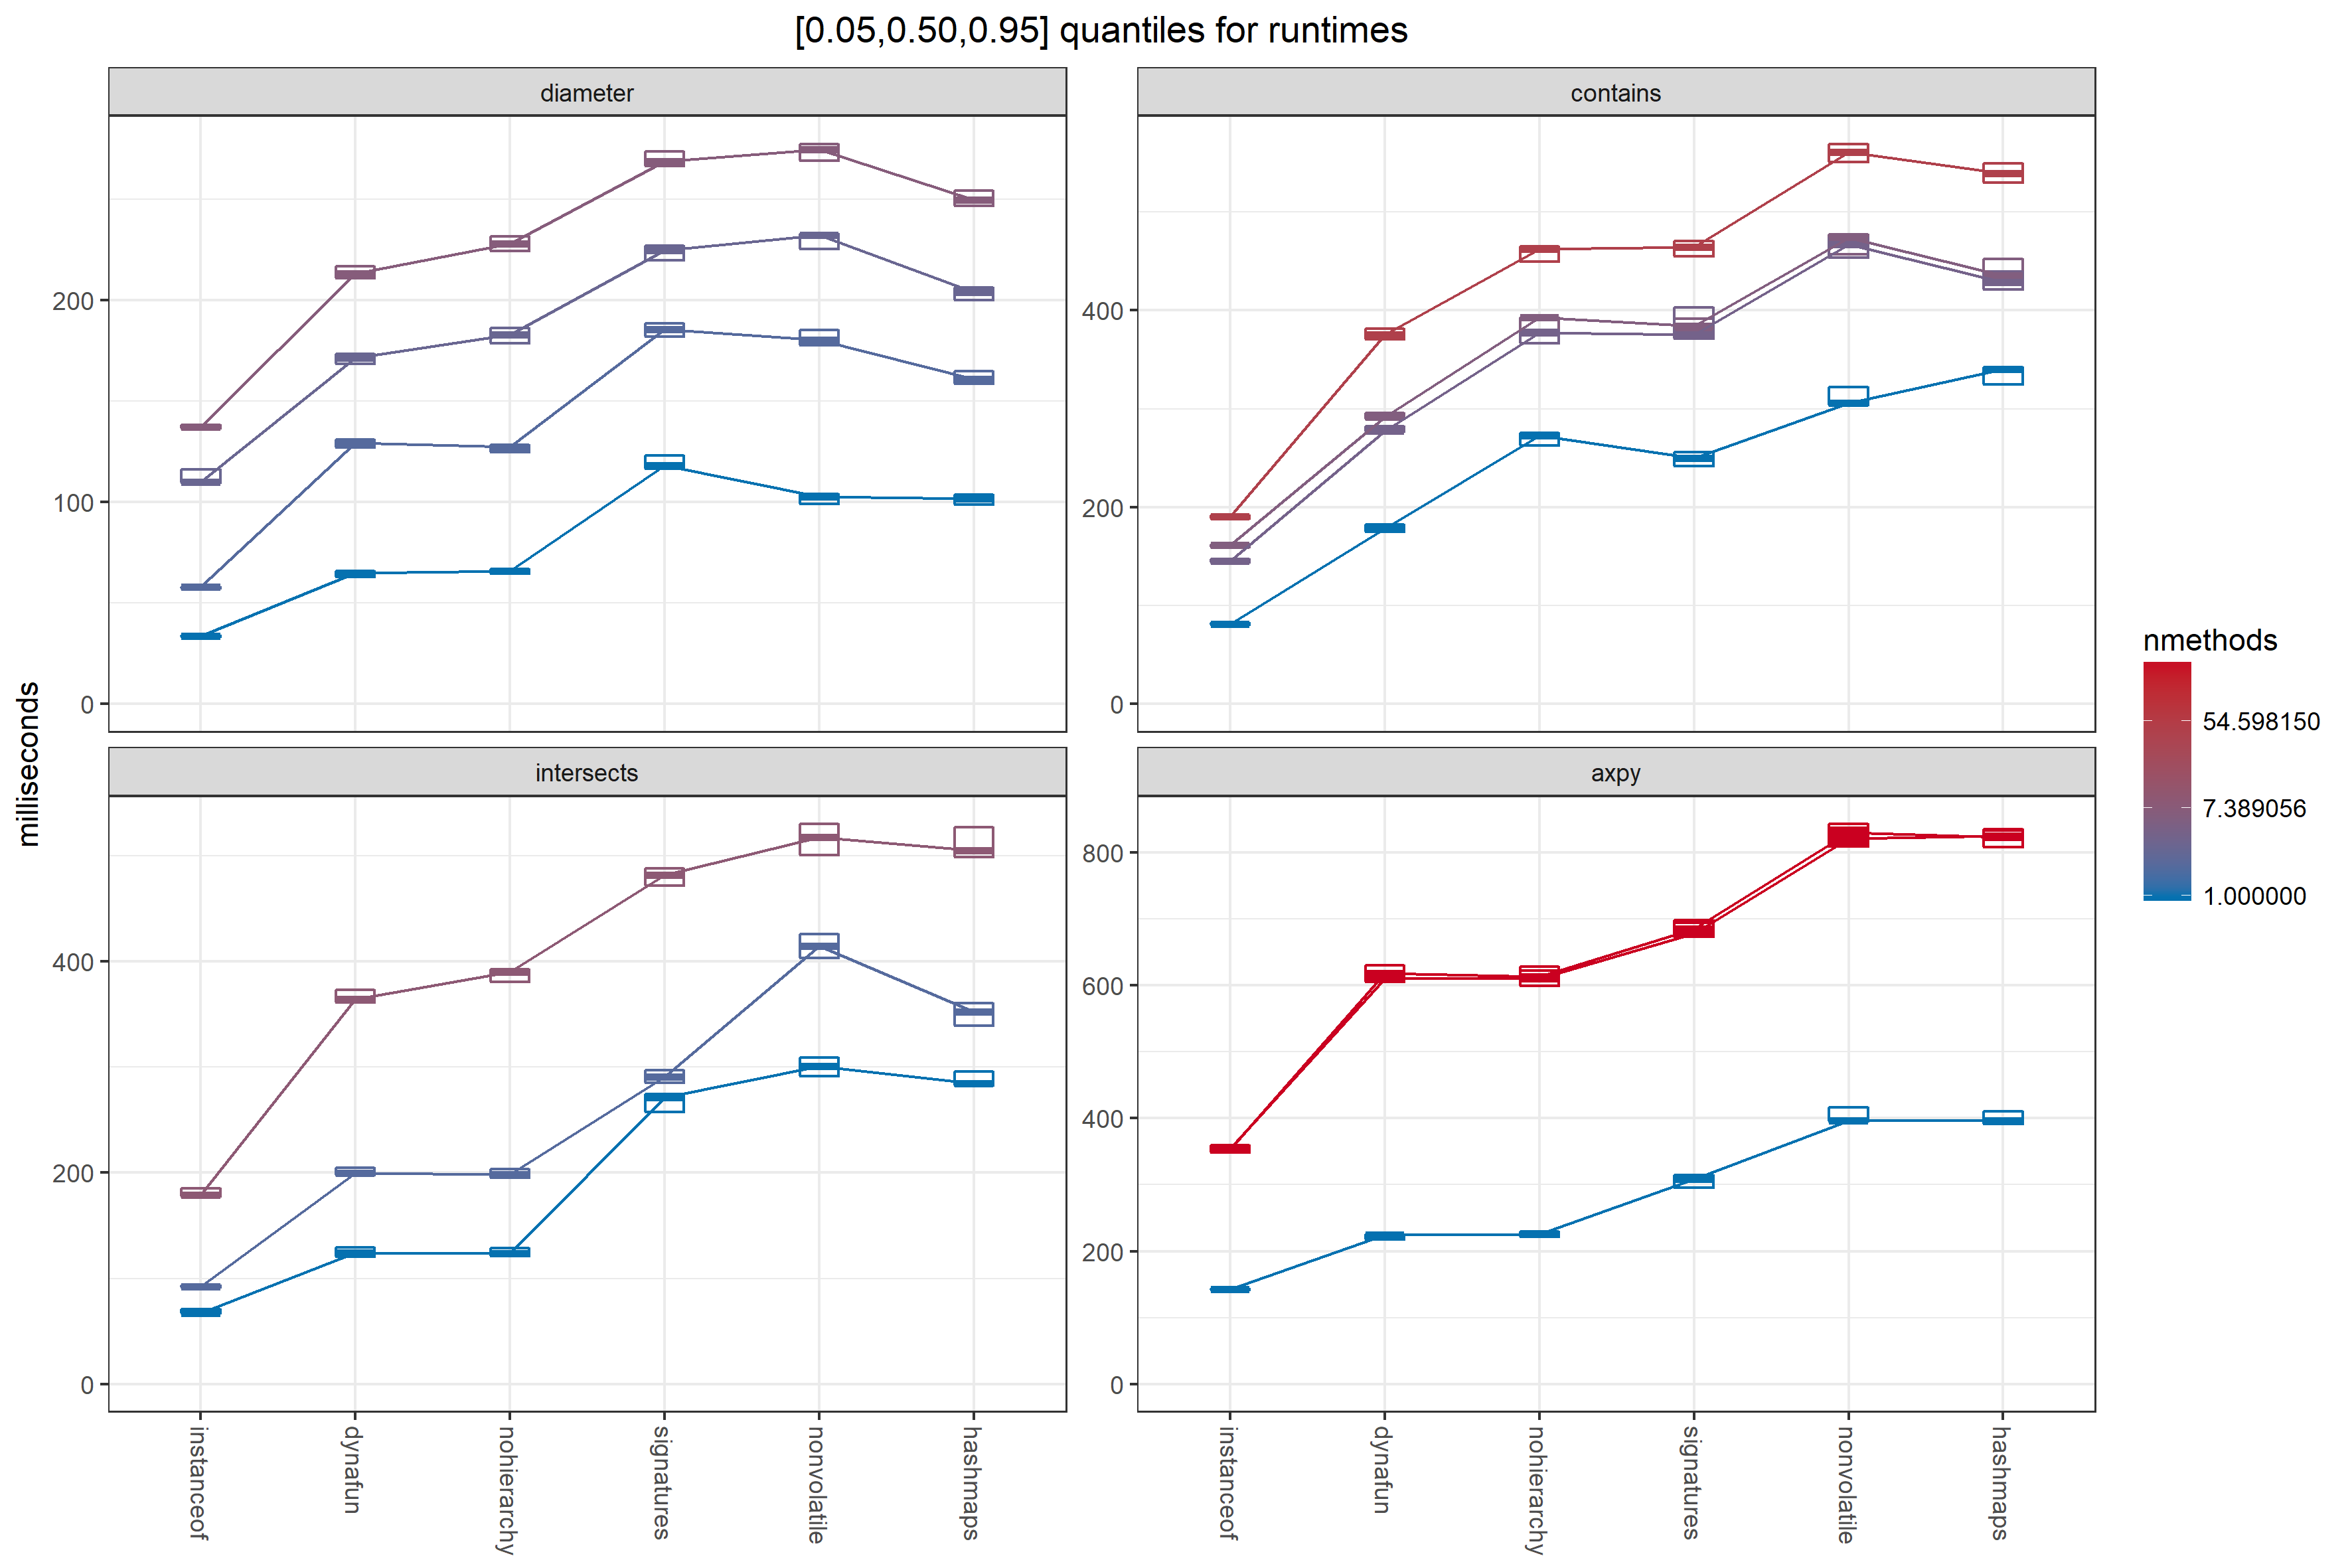 [0.05,0.50,0.95] quantiles for runtimes
diameter
contains
200
100
0
400
200
0
milliseconds
intersects
axpy
400
200
0
800
600
400
200
0
instanceof
dynafun
nohierarchy
signatures
nonvolatile
hashmaps
instanceof
dynafun
nohierarchy
signatures
nonvolatile
hashmaps
nmethods
54.598150
7.389056
1.000000